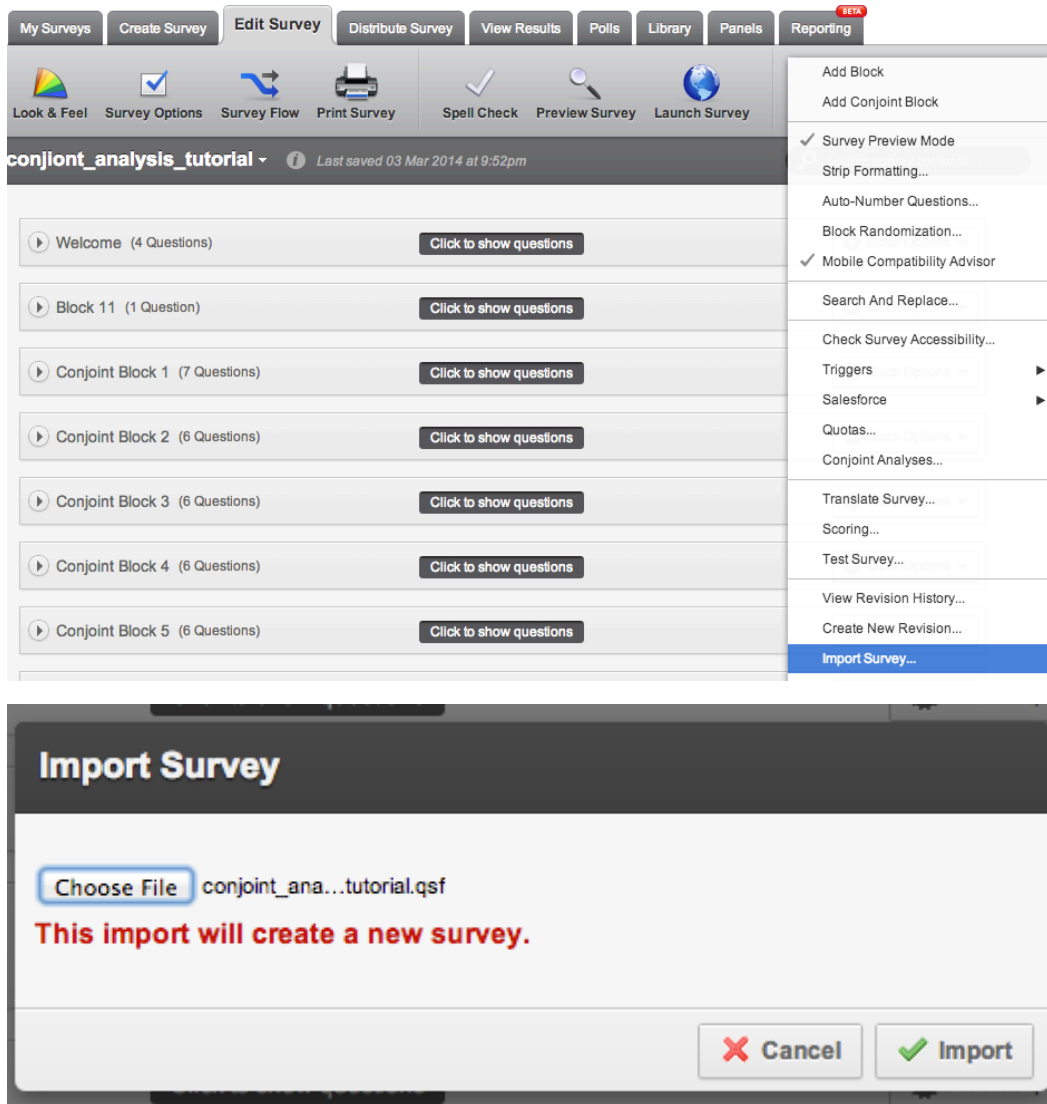 BETA
My Surveys Create Survey Edit Survey Distribute Survey View Results Polls Library Panels Reporting
Look & Feel Survey Options Survey Flow Print Survey Spell Check Preview Survey Launch Survey
conjiont_analysis_tutorial Last saved 03 Mar 2014 at 9:52pm
Welcome (4 Questions) Click to show questions
Block 11 (1 Question) Click to show questions
Conjoint Block 1 (7 Questions) Click to show questions
Conjoint Block 2 (6 Questions) Click to show questions
Conjoint Block 3 (6 Questions) Click to show questions
Conjoint Block 4 (6 Questions) Click to show questions
Conjoint Block 5 (6 Questions) Click to show questions
Add Block
Add Conjoint Block
Survey Preview Mode
Strip Formatting...
Auto-Number Questions...
Block Randomization...
Mobile Compatibility Advisor
Search And Replace...
Check Survey Accessibility...
Triggers
Salesforce
Quotas...
Conjoint Analyses...
Translate Survey...
Scoring...
Test Survey...
View Revision History...
Create New Revision...
Import Survey...
Import Survey
Choose File conjoint_ana...tutorial.qsf
This import will create a new survey.
Cancel Import